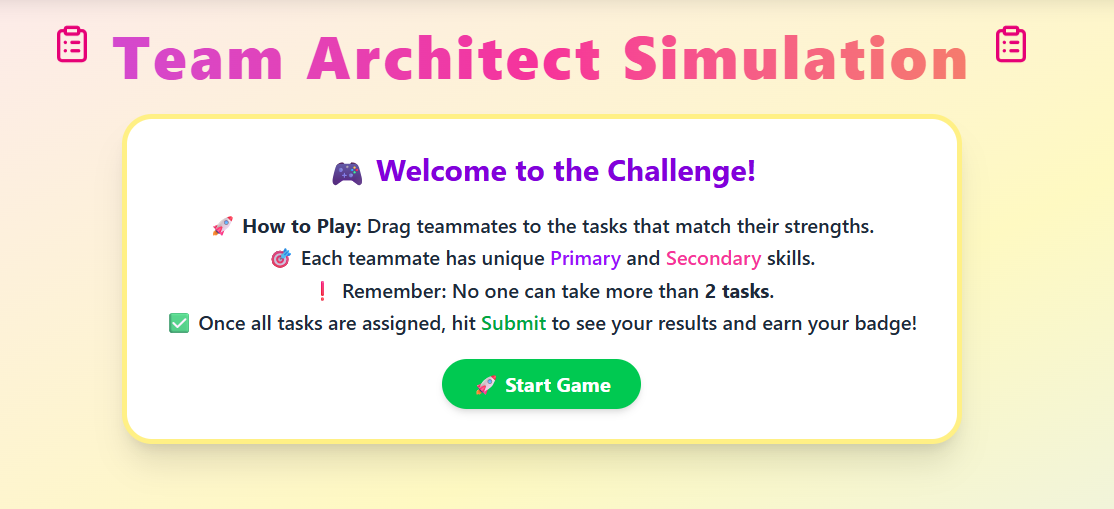 Team Architect Simulation
🎮 Welcome to the Challenge!
🚀 How to Play: Drag teammates to the tasks that match their strengths.
🎯 Each teammate has unique Primary and Secondary skills.
❗ Remember: No one can take more than 2 tasks.
✅ Once all tasks are assigned, hit Submit to see your results and earn your badge!
🚀 Start Game